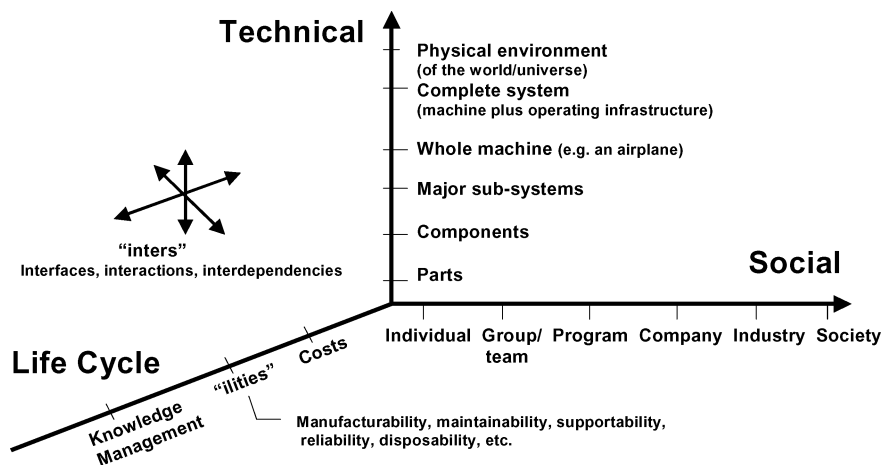 Technical
Physical environment
(of the world/universe)
Complete system
(machine plus operating infrastructure)
Whole machine (e.g. an airplane)
Major sub-systems
Components
Parts
“inters”
Interfaces, interactions, interdependencies
Social
Individual
Group/
team
Program
Company
Industry
Society
Life Cycle
Costs
“ilities”
Knowledge
Management
Manufacturability, maintainability, supportability,
reliability, disposability, etc.